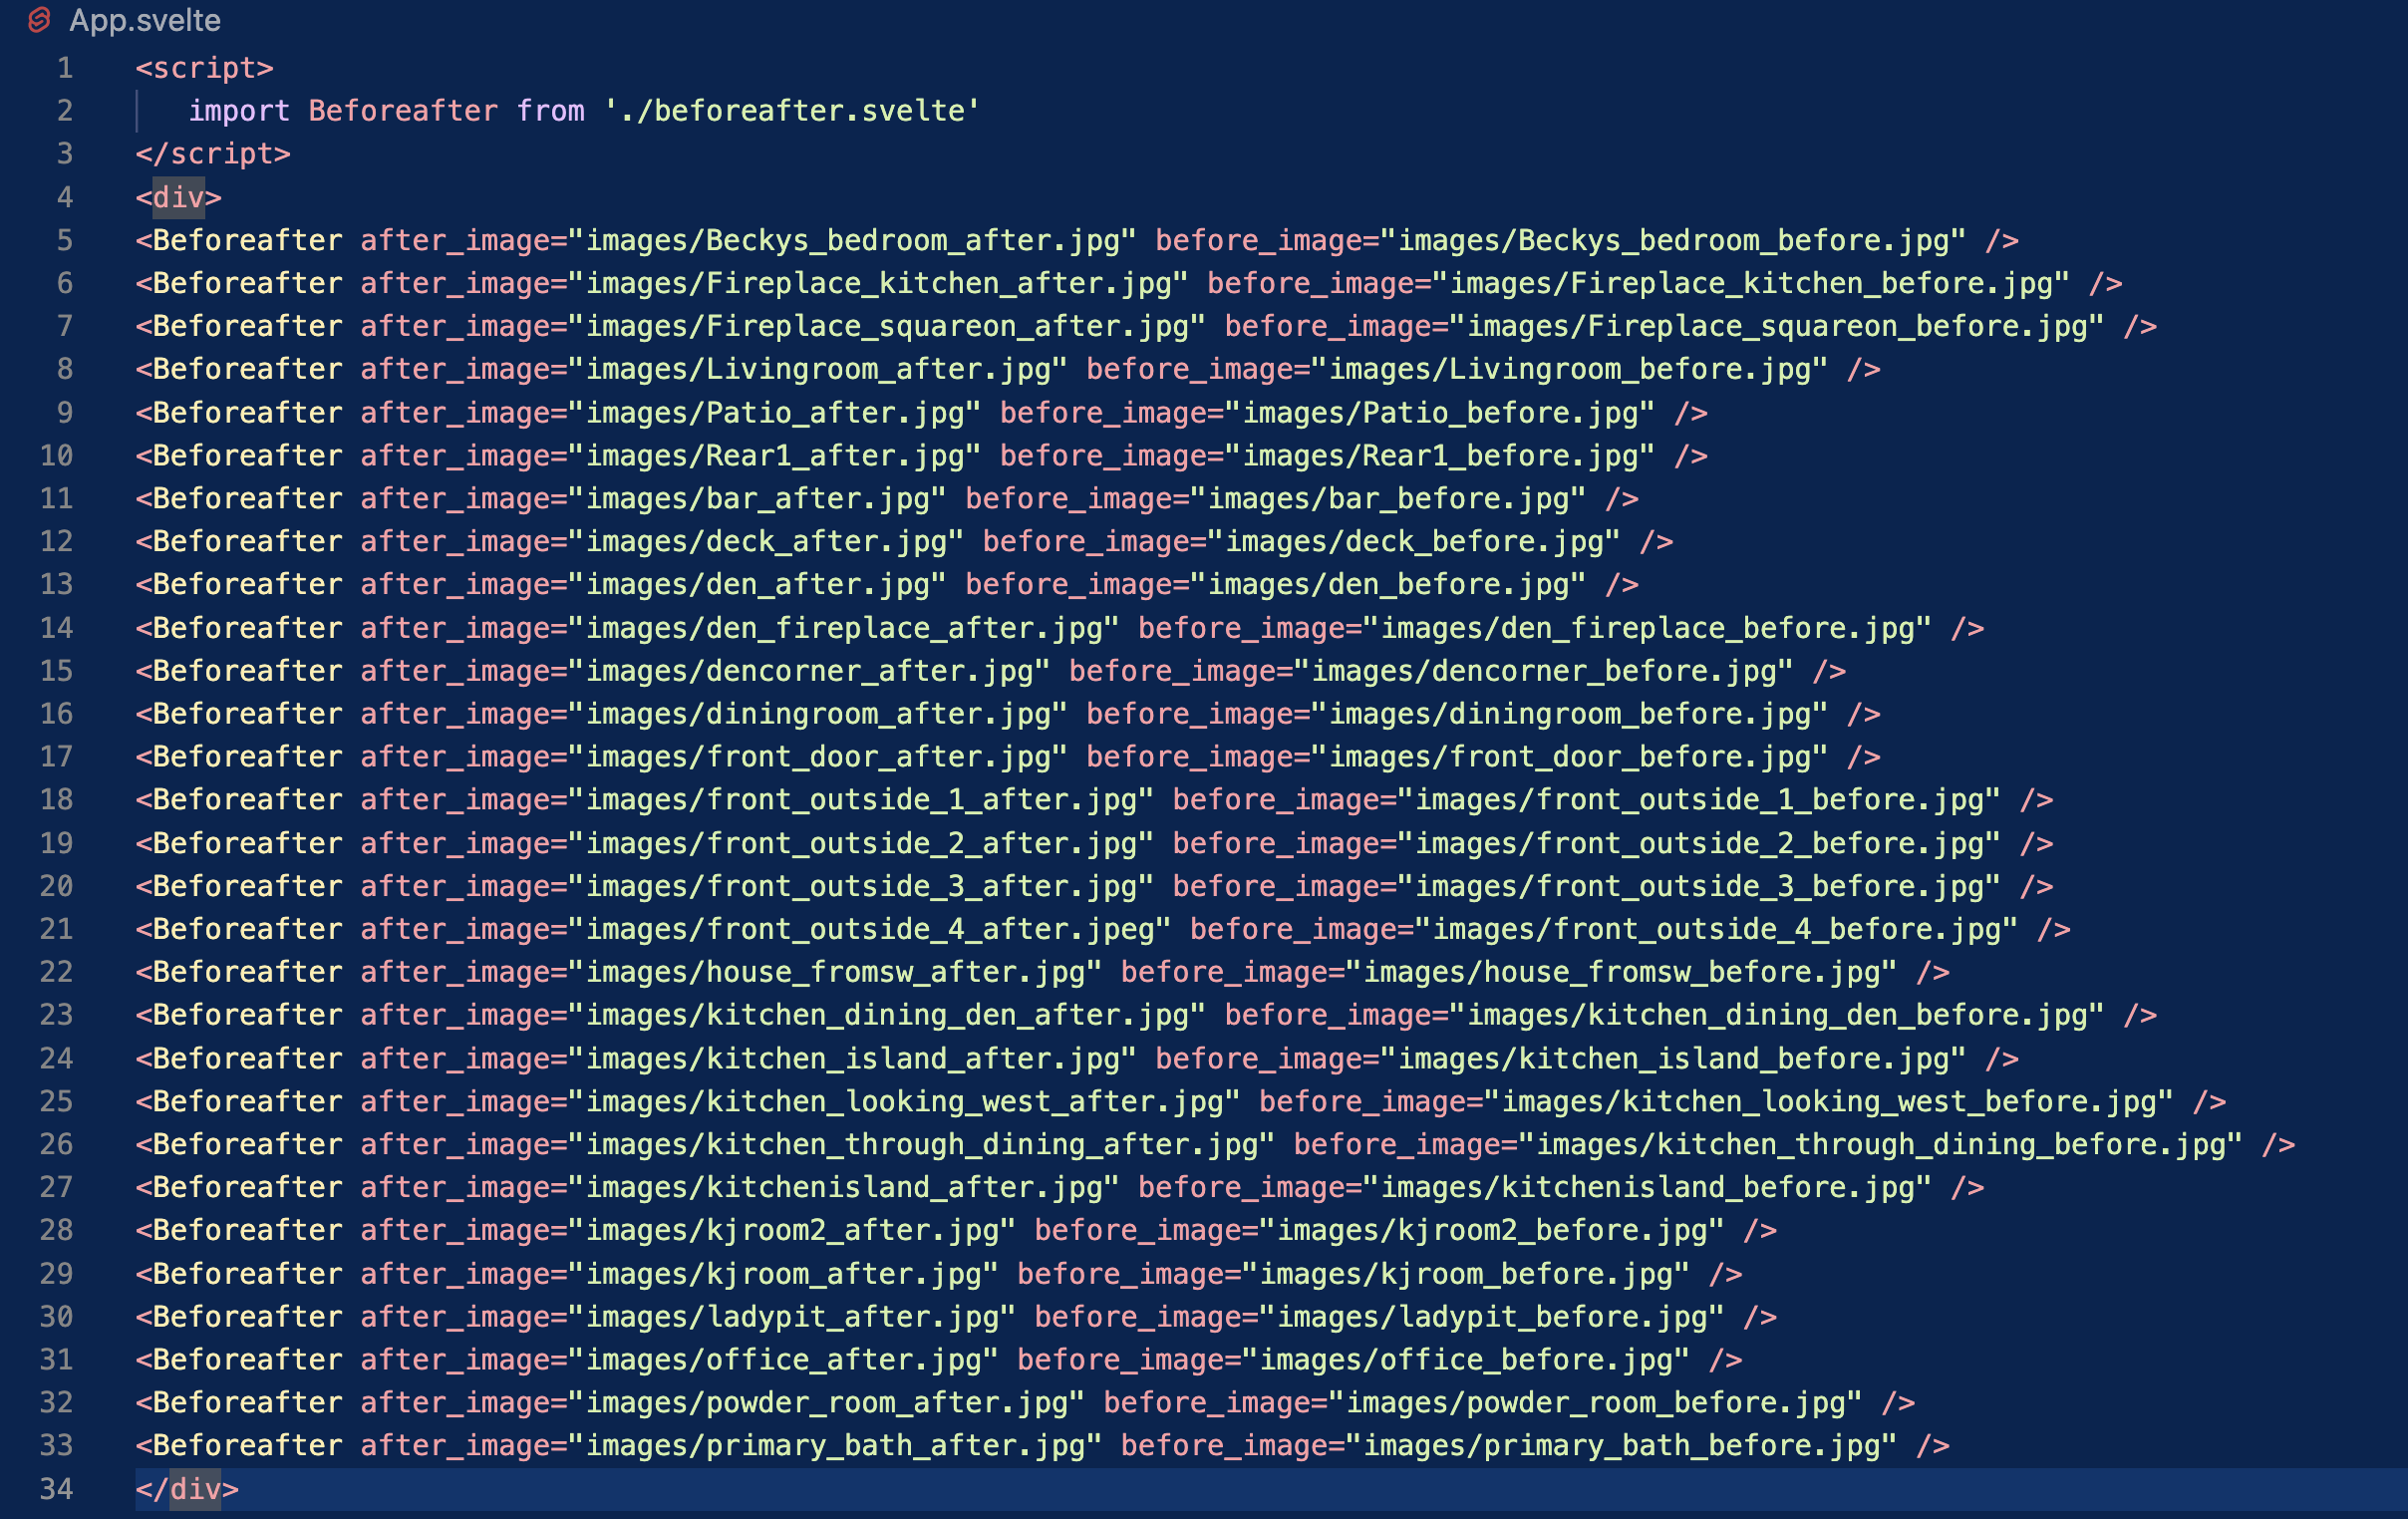 App.svelte
1 <script>
2 import Beforeafter from './beforeafter.svelte'
3 </script>
4 <div>
5 <Beforeafter after_image="images/Beckys_bedroom_after.jpg" before_image="images/Beckys_bedroom_before.jpg" />
6 <Beforeafter after_image="images/Fireplace_kitchen_after.jpg" before_image="images/Fireplace_kitchen_before.jpg" />
7 <Beforeafter after_image="images/Fireplace_squareon_after.jpg" before_image="images/Fireplace_squareon_before.jpg" />
8 <Beforeafter after_image="images/Livingroom_after.jpg" before_image="images/Livingroom_before.jpg" />
9 <Beforeafter after_image="images/Patio_after.jpg" before_image="images/Patio_before.jpg" />
10 <Beforeafter after_image="images/Rear1_after.jpg" before_image="images/Rear1_before.jpg" />
11 <Beforeafter after_image="images/bar_after.jpg" before_image="images/bar_before.jpg" />
12 <Beforeafter after_image="images/deck_after.jpg" before_image="images/deck_before.jpg" />
13 <Beforeafter after_image="images/den_after.jpg" before_image="images/den_before.jpg" />
14 <Beforeafter after_image="images/den_fireplace_after.jpg" before_image="images/den_fireplace_before.jpg" />
15 <Beforeafter after_image="images/dencorner_after.jpg" before_image="images/dencorner_before.jpg" />
16 <Beforeafter after_image="images/diningroom_after.jpg" before_image="images/diningroom_before.jpg" />
17 <Beforeafter after_image="images/front_door_after.jpg" before_image="images/front_door_before.jpg" />
18 <Beforeafter after_image="images/front_outside_1_after.jpg" before_image="images/front_outside_1_before.jpg" />
19 <Beforeafter after_image="images/front_outside_2_after.jpg" before_image="images/front_outside_2_before.jpg" />
20 <Beforeafter after_image="images/front_outside_3_after.jpg" before_image="images/front_outside_3_before.jpg" />
21 <Beforeafter after_image="images/front_outside_4_after.jpeg" before_image="images/front_outside_4_before.jpg" />
22 <Beforeafter after_image="images/house_fromsw_after.jpg" before_image="images/house_fromsw_before.jpg" />
23 <Beforeafter after_image="images/kitchen_dining_den_after.jpg" before_image="images/kitchen_dining_den_before.jpg" />
24 <Beforeafter after_image="images/kitchen_island_after.jpg" before_image="images/kitchen_island_before.jpg" />
25 <Beforeafter after_image="images/kitchen_looking_west_after.jpg" before_image="images/kitchen_looking_west_before.jpg" />
26 <Beforeafter after_image="images/kitchen_through_dining_after.jpg" before_image="images/kitchen_through_dining_before.jpg" />
27 <Beforeafter after_image="images/kitchenisland_after.jpg" before_image="images/kitchenisland_before.jpg" />
28 <Beforeafter after_image="images/kjroom2_after.jpg" before_image="images/kjroom2_before.jpg" />
29 <Beforeafter after_image="images/kjroom_after.jpg" before_image="images/kjroom_before.jpg" />
30 <Beforeafter after_image="images/ladypit_after.jpg" before_image="images/ladypit_before.jpg" />
31 <Beforeafter after_image="images/office_after.jpg" before_image="images/office_before.jpg" />
32 <Beforeafter after_image="images/powder_room_after.jpg" before_image="images/powder_room_before.jpg" />
33 <Beforeafter after_image="images/primary_bath_after.jpg" before_image="images/primary_bath_before.jpg" />
34 </div>